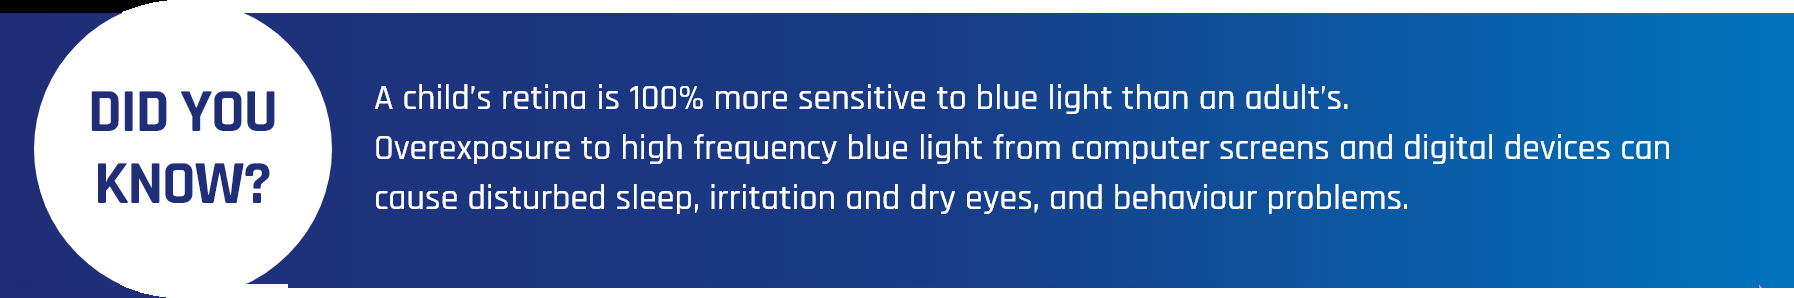 DID YOU
KNOW?
A child's retina is 100% more sensitive to blue light than an adult's.
Overexposure to high frequency blue light from computer screens and digital devices can
cause disturbed sleep, irritation and dry eyes, and behaviour problems.